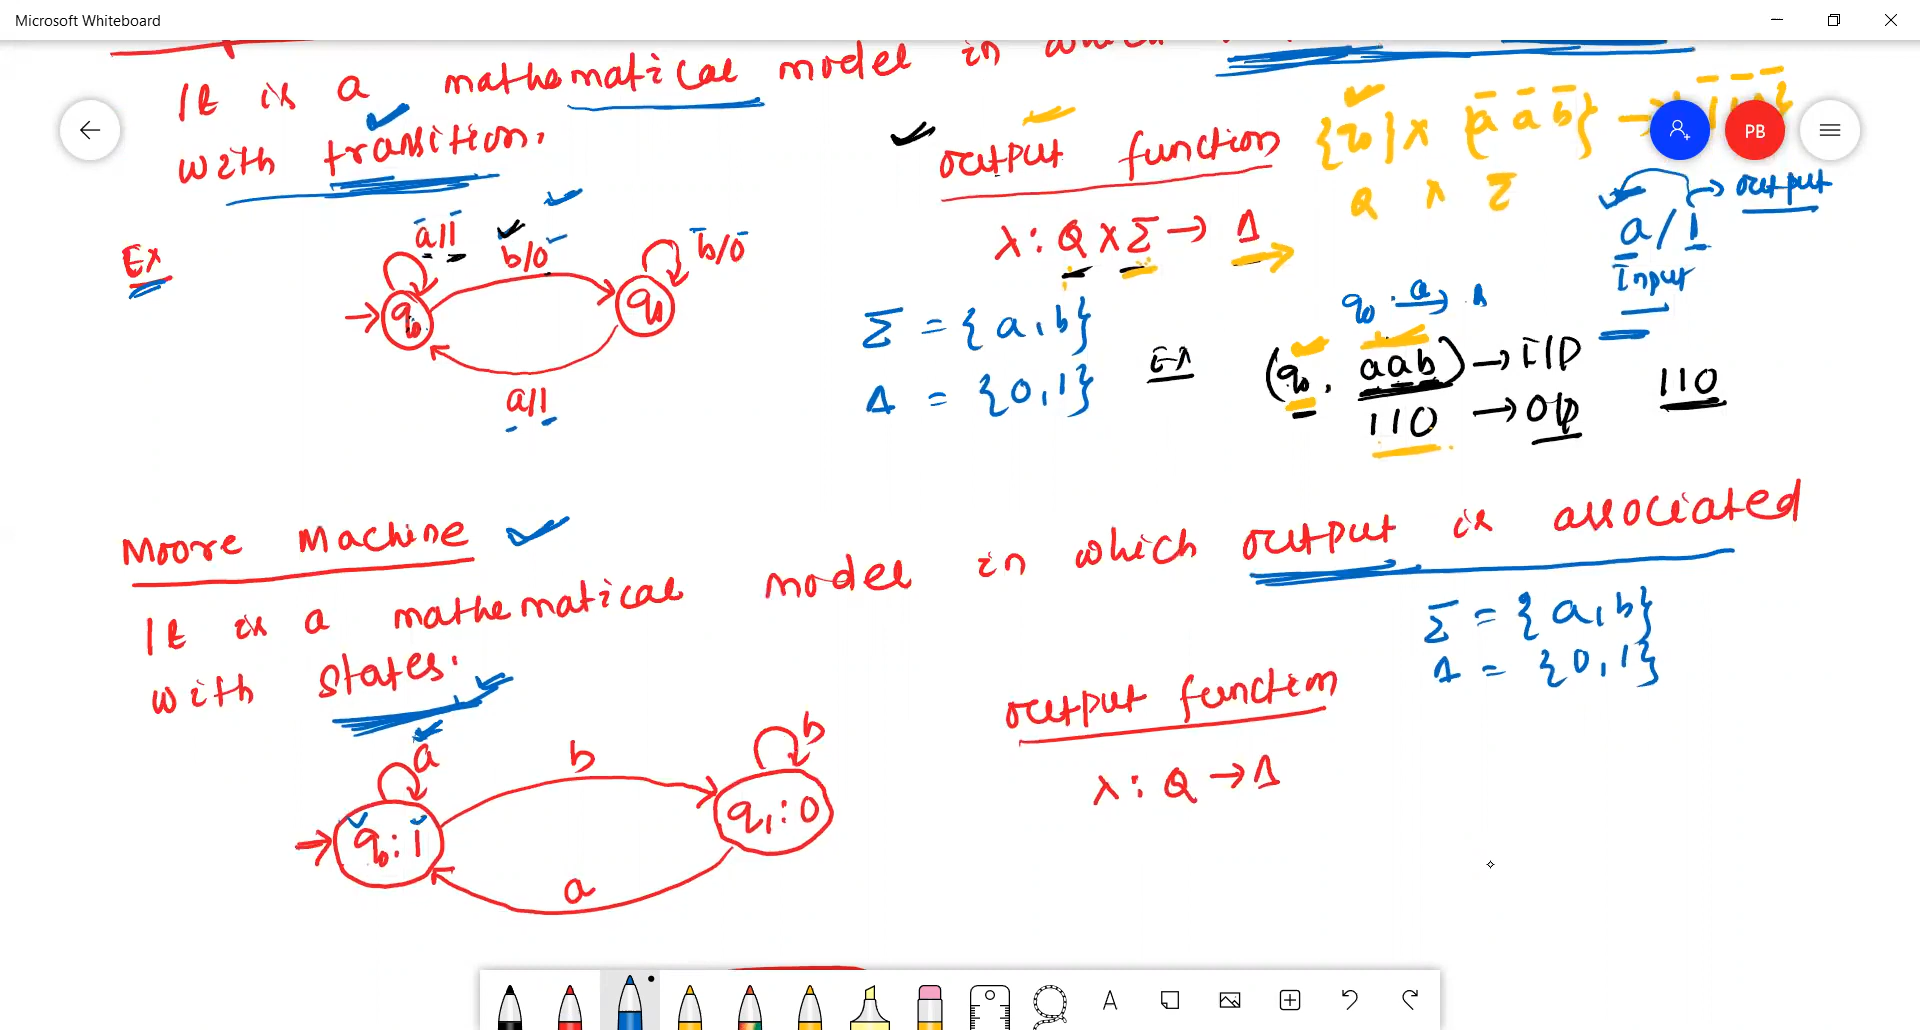 Microsoft Whiteboard
It is a mathematical model in which
with transition.
output function
{q0} x {a a b} →
Q x Σ
output
a/1
Input
λ: Q x Σ → Δ
Ex
a/1
b/0
b/0
q0
q1
a/1
Σ = {a,b}
Δ = {0,1}
q0 a → 1
Ex
(q0, aab) → I/P
110 → O/P
110
Moore Machine
It is a mathematical model in which output is associated
with states.
Σ = {a,b}
Δ = {0,1}
output function
λ: Q → Δ
a
b
b
q0:1
q1:0
a
PB